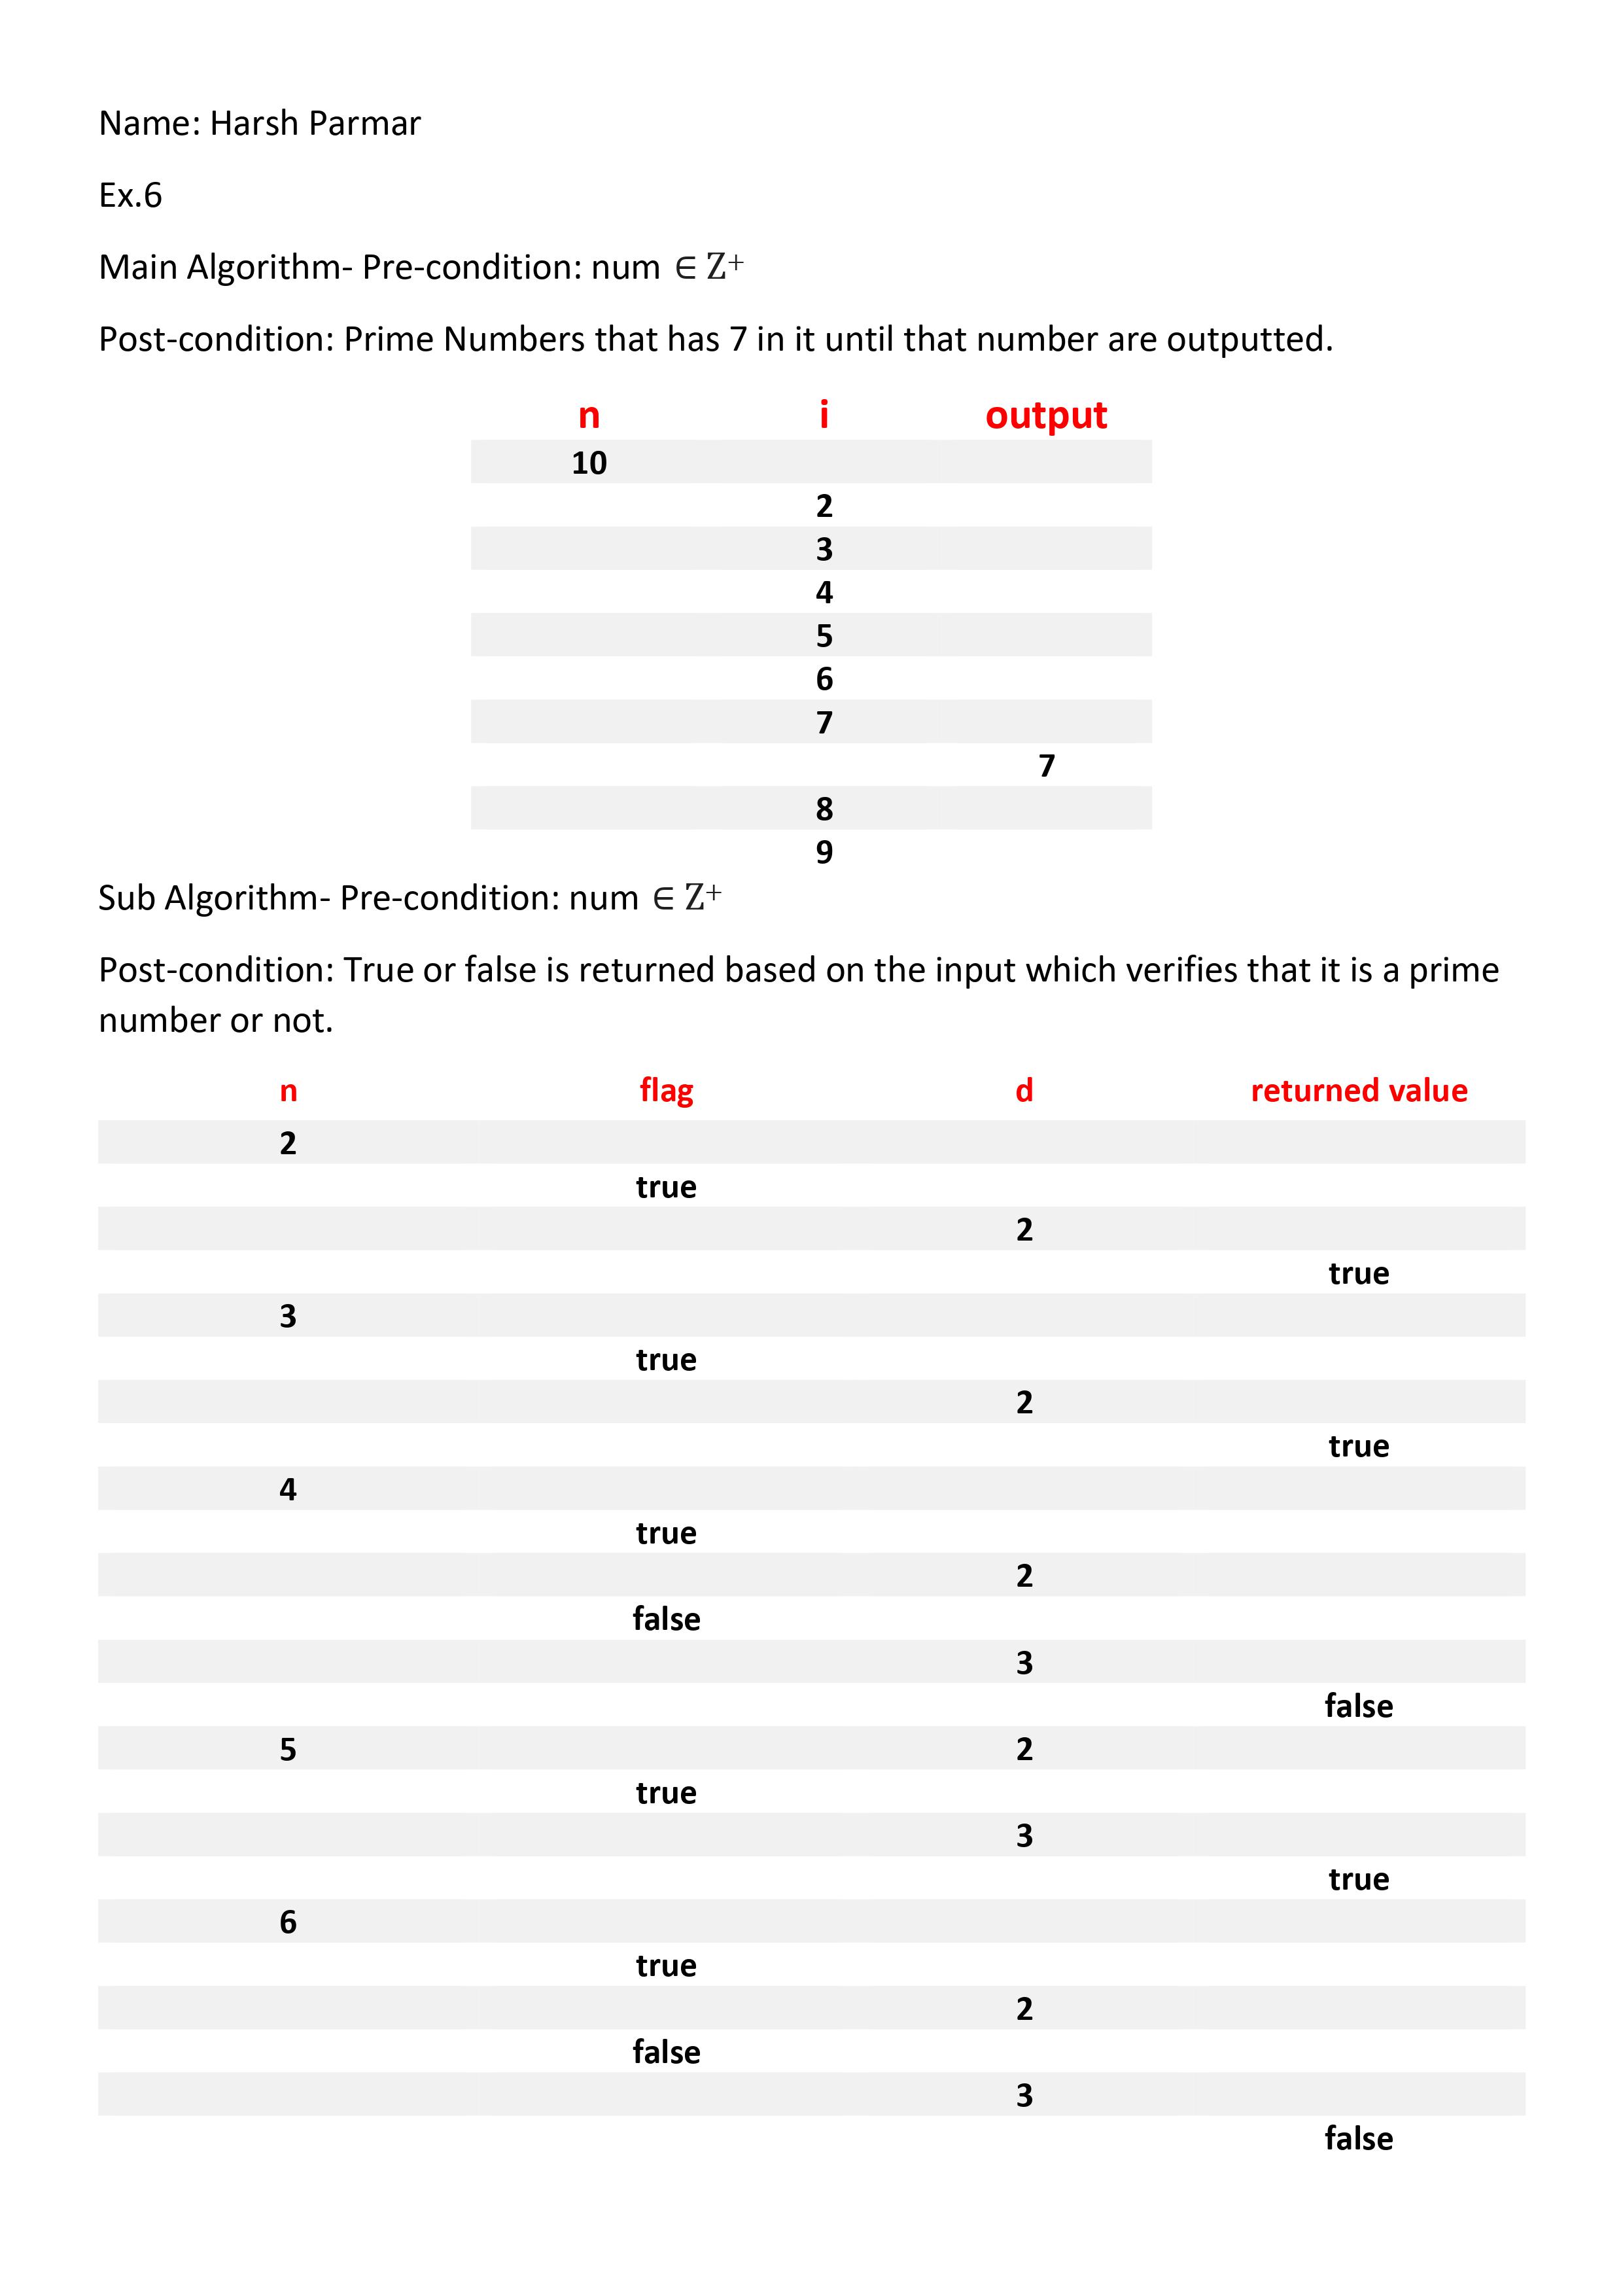 Name: Harsh Parmar
Ex.6
Main Algorithm- Pre-condition: num ∈ ℤ⁺
Post-condition: Prime Numbers that has 7 in it until that number are outputted.
n i output
10
2
3
4
5
6
7
7
8
9
Sub Algorithm- Pre-condition: num ∈ ℤ⁺
Post-condition: True or false is returned based on the input which verifies that it is a prime
number or not.
n flag d returned value
2
true
2
true
3
true
2
true
4
true
2
false
3
false
5 2
true
3
true
6
true
2
false
3
false